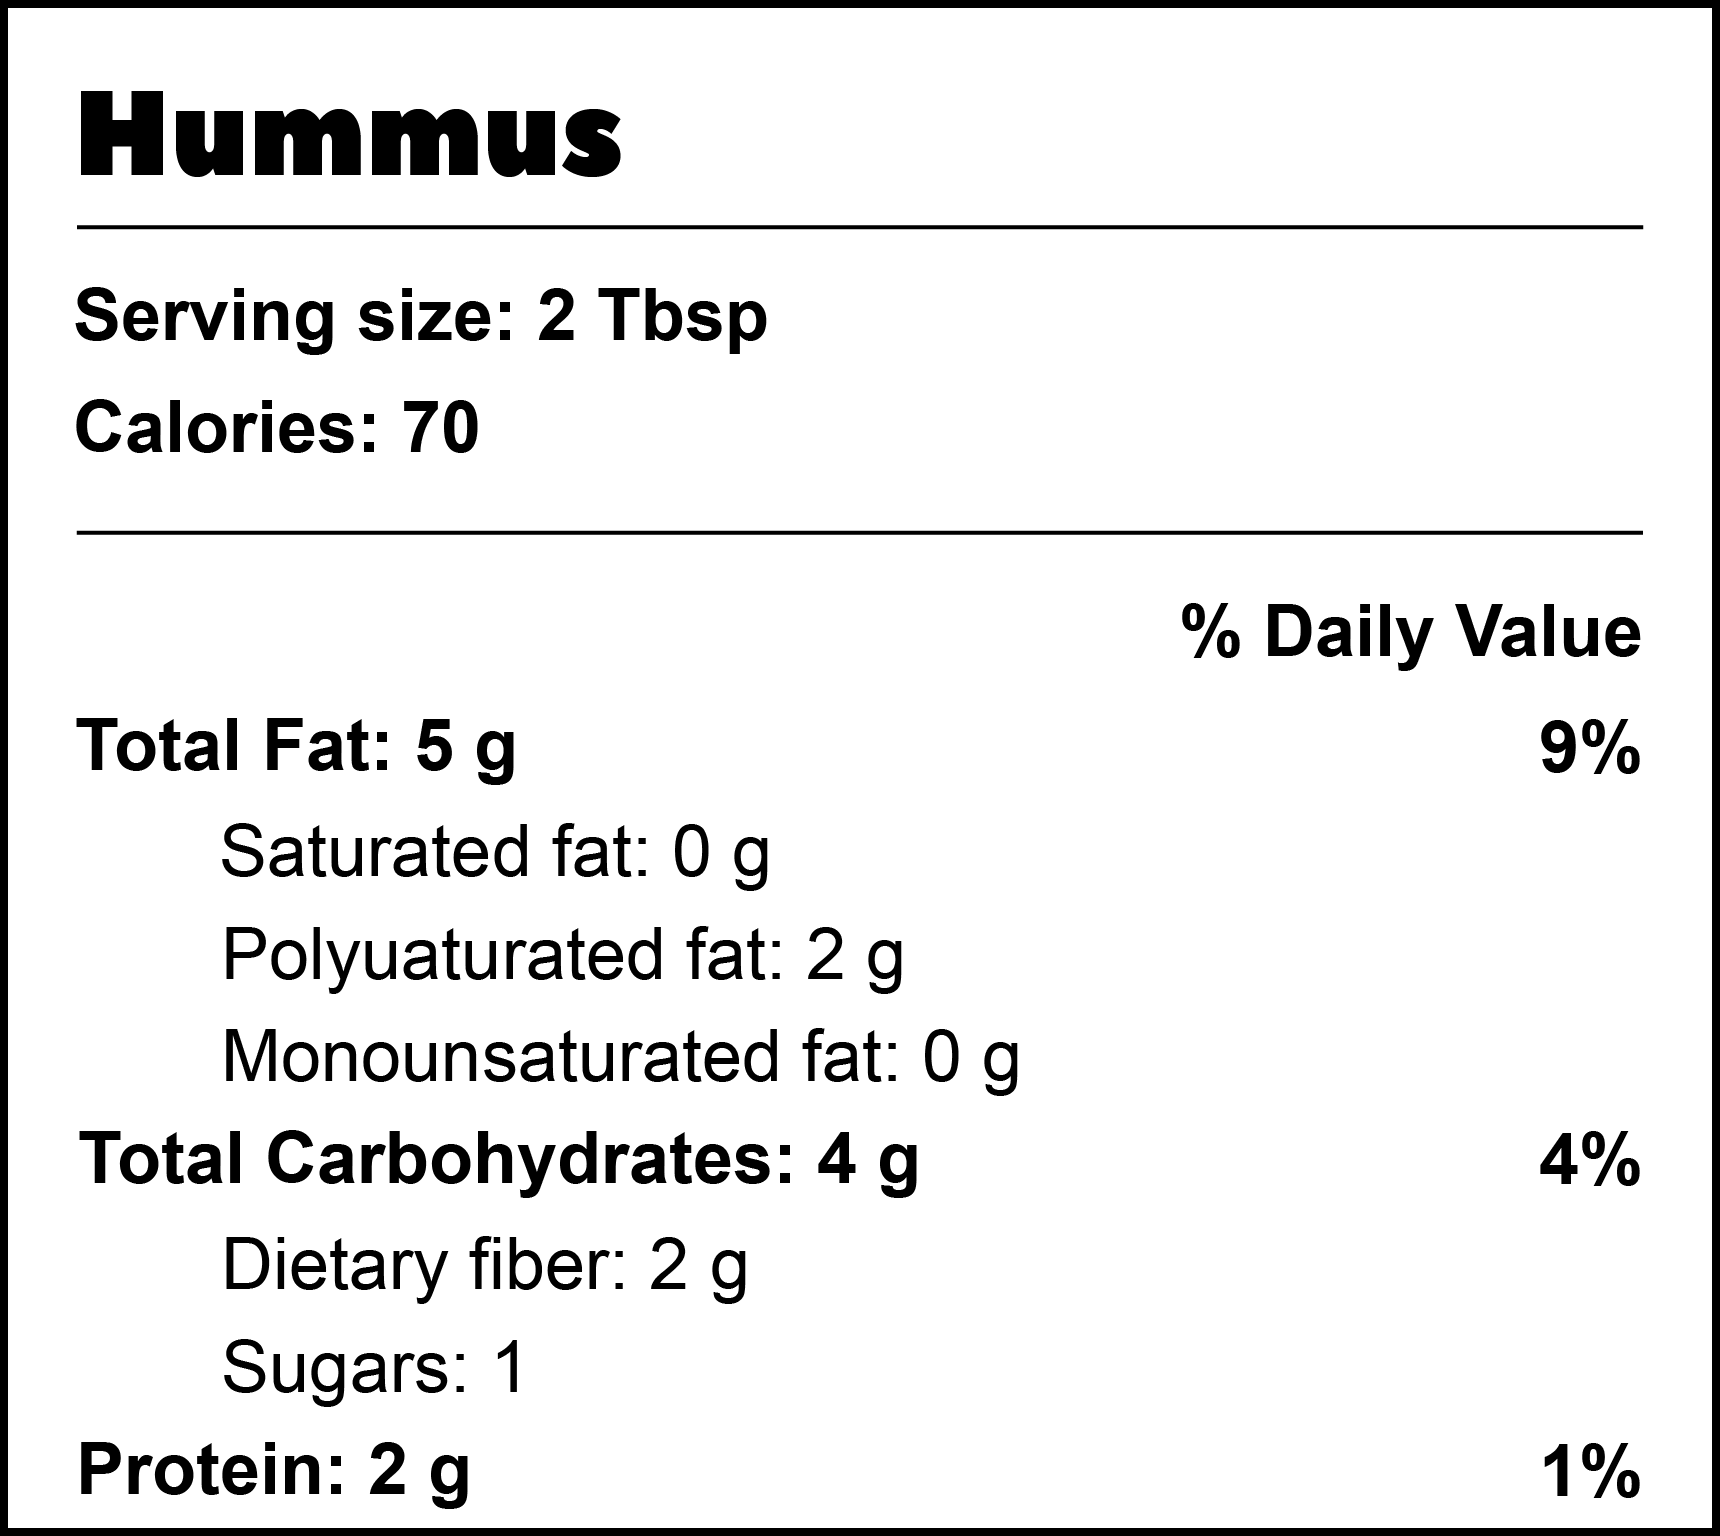 Hummus
Serving size: 2 Tbsp
Calories: 70
% Daily Value
Total Fat: 5 g 9%
Saturated fat: 0 g
Polyuaturated fat: 2 g
Monounsaturated fat: 0 g
Total Carbohydrates: 4 g 4%
Dietary fiber: 2 g
Sugars: 1
Protein: 2 g 1%